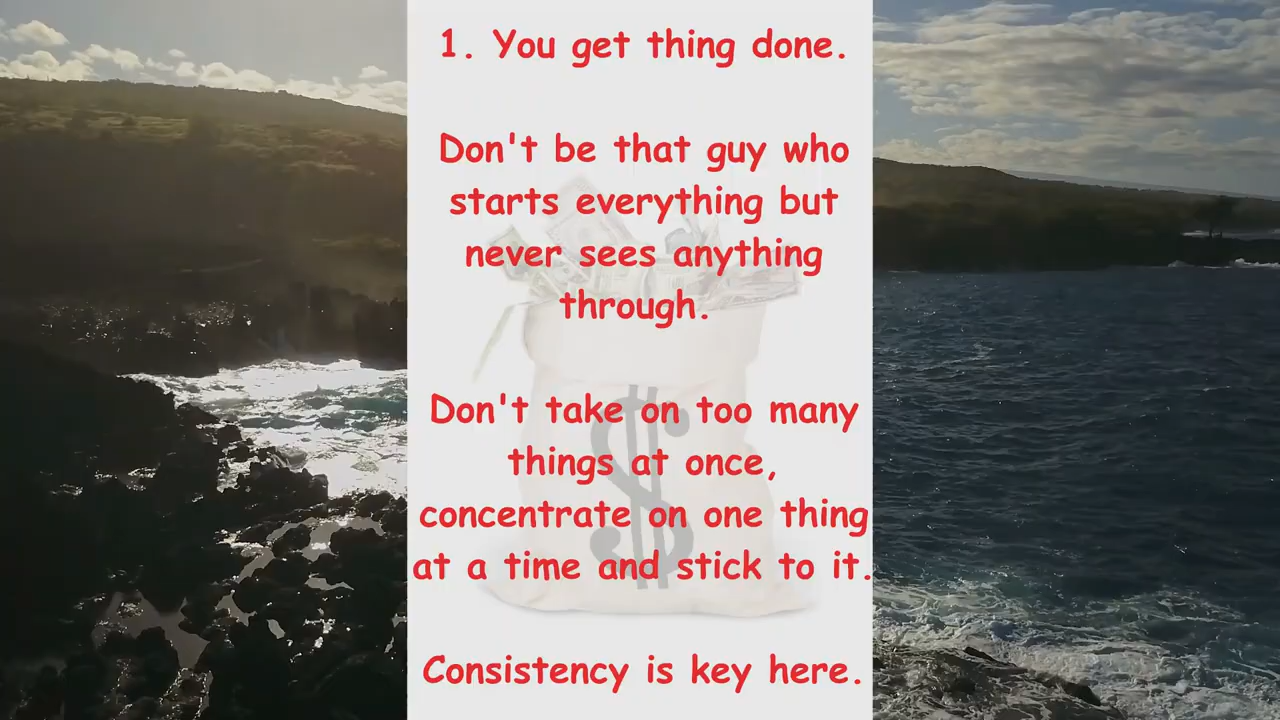 1. You get thing done.
Don't be that guy who
starts everything but
never sees anything
through.
Don't take on too many
things at once,
concentrate on one thing
at a time and stick to it.
Consistency is key here.